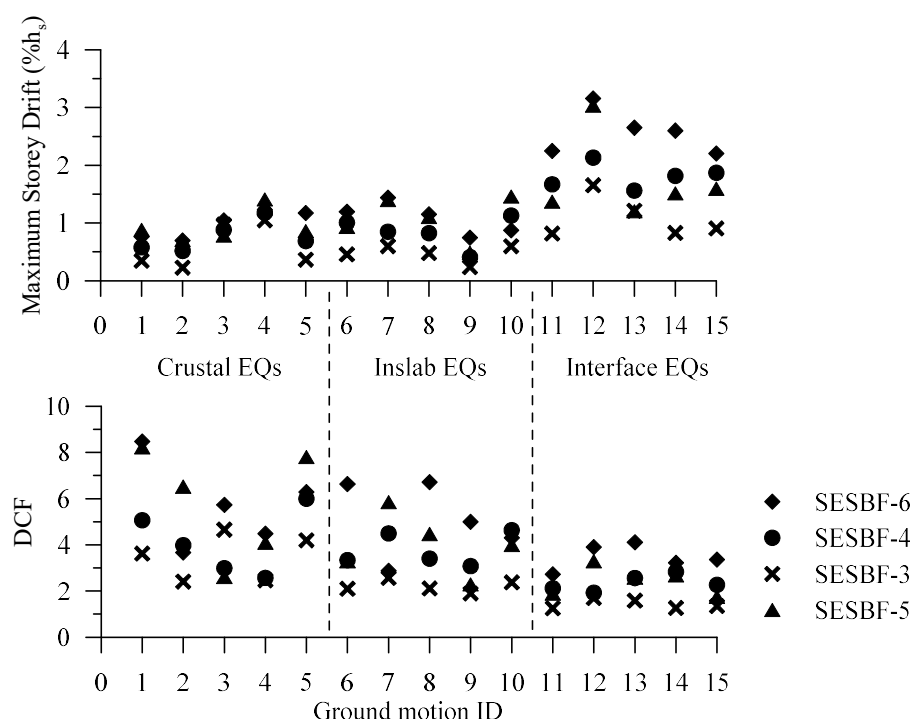 Maximum Storey Drift (%hs)
4
3
2
1
0
0 1 2 3 4 5 6 7 8 9 10 11 12 13 14 15
Crustal EQs Inslab EQs Interface EQs
DCF
10
8
6
4
2
0
0 1 2 3 4 5 6 7 8 9 10 11 12 13 14 15
Ground motion ID
SESBF-6
SESBF-4
SESBF-3
SESBF-5